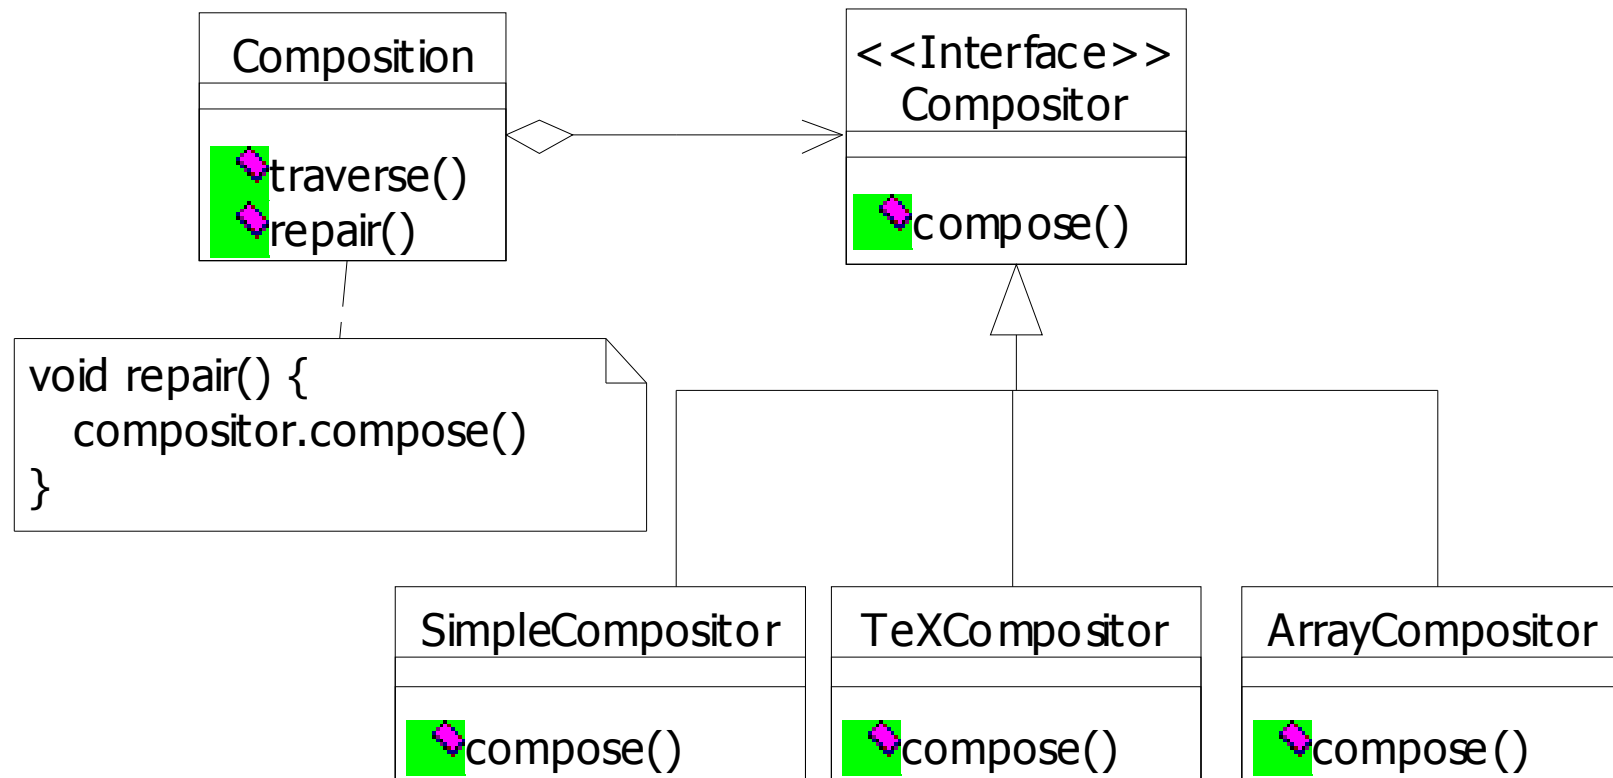 Composition
traverse()
repair()
<<Interface>>
Compositor
compose()
void repair() {
compositor.compose()
}
SimpleCompositor
compose()
TeXCompositor
compose()
ArrayCompositor
compose()